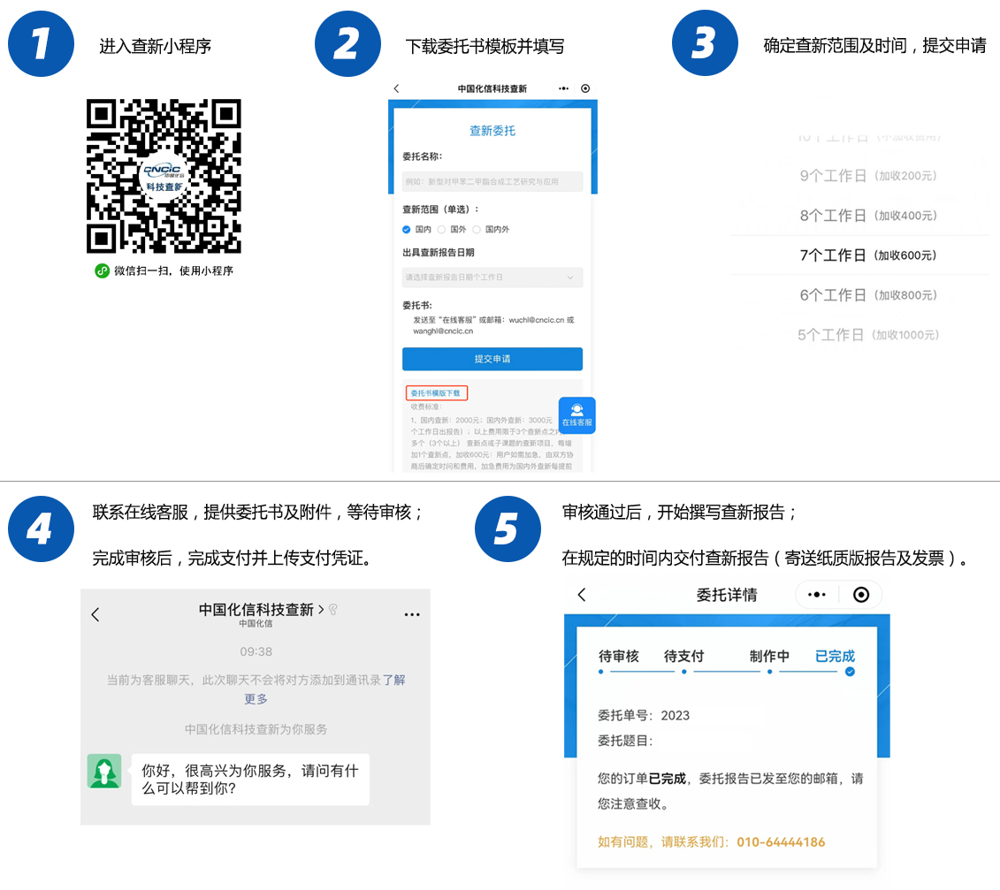 1
进入查新小程序
CNCIC
中国化信
科技查新
微信扫一扫，使用小程序
2
下载委托书模板并填写
中国化信科技查新
查新委托
委托名称：
例如：新型对甲苯二甲酯合成工艺研究与应用
查新范围（单选）：
国内 国外 国内外
出具查新报告日期
请选择查新报告日期个工作日
委托书：
发送至“在线客服”或邮箱：wuchl@cncic.cn 或
wanghl@cncic.cn
提交申请
委托书模版下载
收费标准：
1、国内查新：2000元；国内外查新：3000元
个工作日出报告）；以上费用限于3个查新点之内
多个（3个以上） 查新点或子课题的查新项目，每增
加1个查新点，加收600元：用户如需加急，由双方协
商后确定时间和费用，加急费用为国内外查新每提前
在线客服
3
确定查新范围及时间，提交申请
10个工作日（不加收费用）
9个工作日（加收200元）
8个工作日（加收400元）
7个工作日（加收600元）
6个工作日（加收800元）
5个工作日（加收1000元）
4
联系在线客服，提供委托书及附件，等待审核；
完成审核后，完成支付并上传支付凭证。
中国化信科技查新
中国化信
09:38
当前为客服聊天，此次聊天不会将对方添加到通讯录了解
更多
中国化信科技查新为你服务
你好，很高兴为你服务，请问有什
么可以帮到你?
5
审核通过后，开始撰写查新报告；
在规定的时间内交付查新报告（寄送纸质版报告及发票）。
委托详情
待审核 待支付 制作中 已完成
委托单号：2023
委托题目：
您的订单已完成，委托报告已发至您的邮箱，请
您注意查收。
如有问题，请联系我们：010-64444186